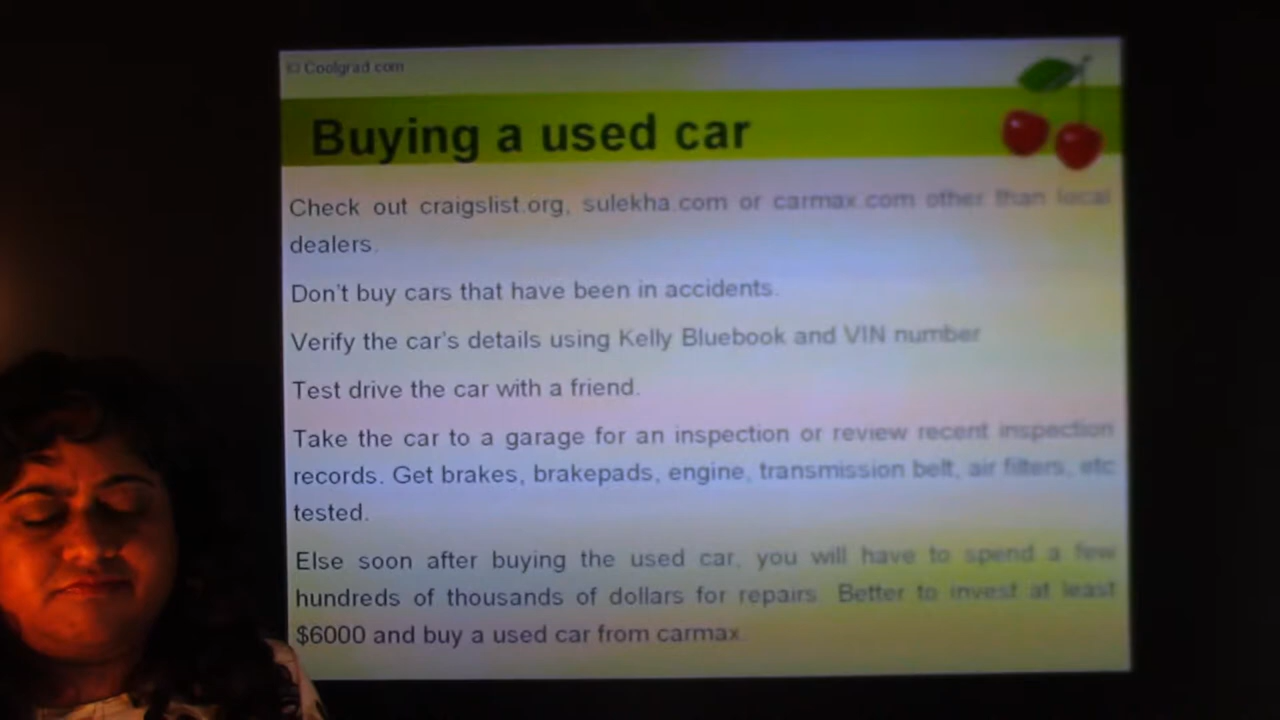 © Coolgrad.com
Buying a used car
Check out craigslist.org, sulekha.com or carmax.com other than local
dealers.
Don't buy cars that have been in accidents.
Verify the car's details using Kelly Bluebook and VIN number
Test drive the car with a friend.
Take the car to a garage for an inspection or review recent inspection
records. Get brakes, brakepads, engine, transmission belt, air filters, etc
tested.
Else soon after buying the used car, you will have to spend a few
hundreds of thousands of dollars for repairs. Better to invest at least
$6000 and buy a used car from carmax.